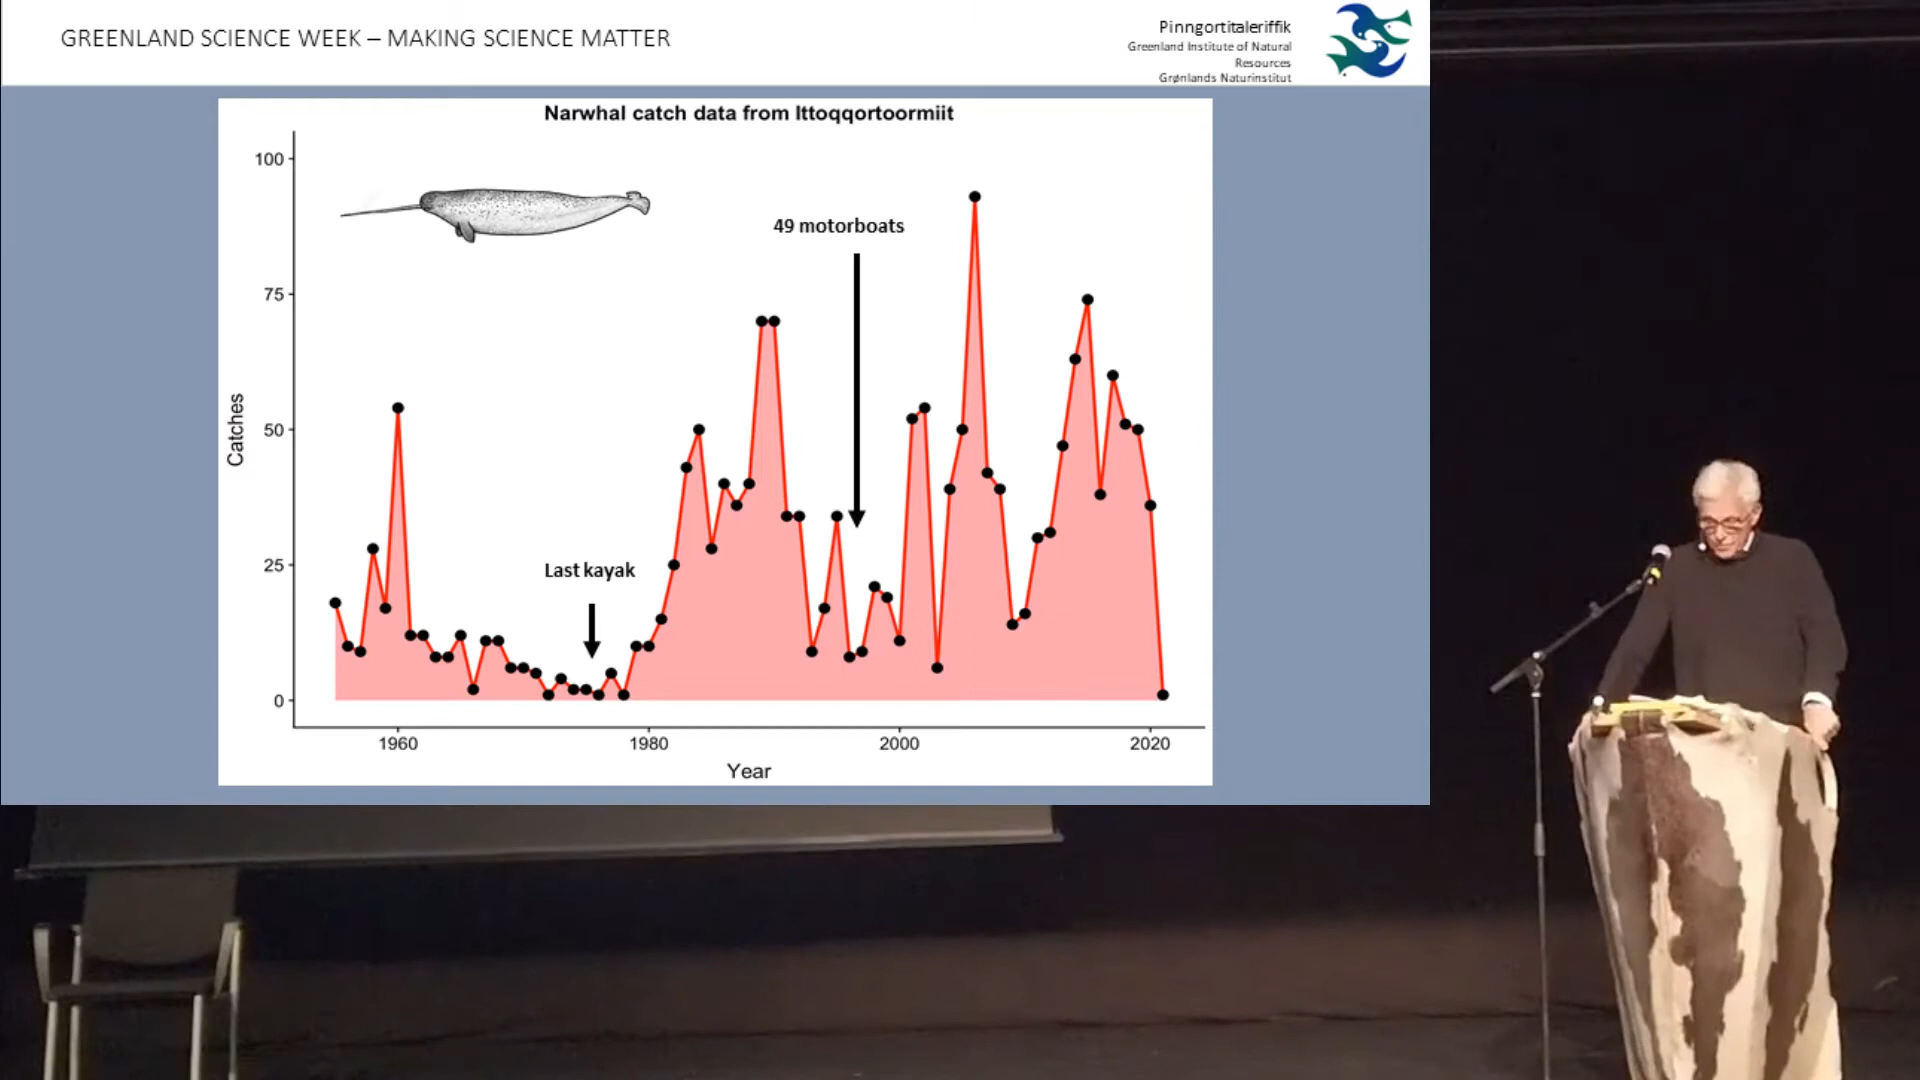 GREENLAND SCIENCE WEEK – MAKING SCIENCE MATTER
Pinngortitaleriffik
Greenland Institute of Natural
Resources
Grønlands Naturinstitut
Narwhal catch data from Ittoqqortoormiit
100
75
50
25
0
Catches
49 motorboats
Last kayak
1960
1980
2000
2020
Year